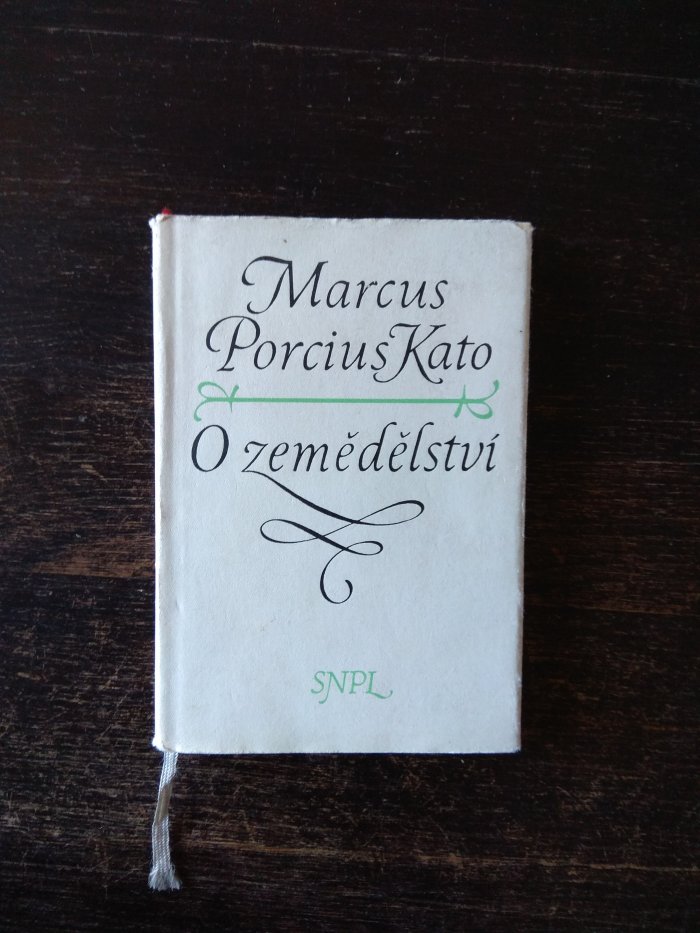 Marcus
Porcius Kato
O zemědělství
SNPL